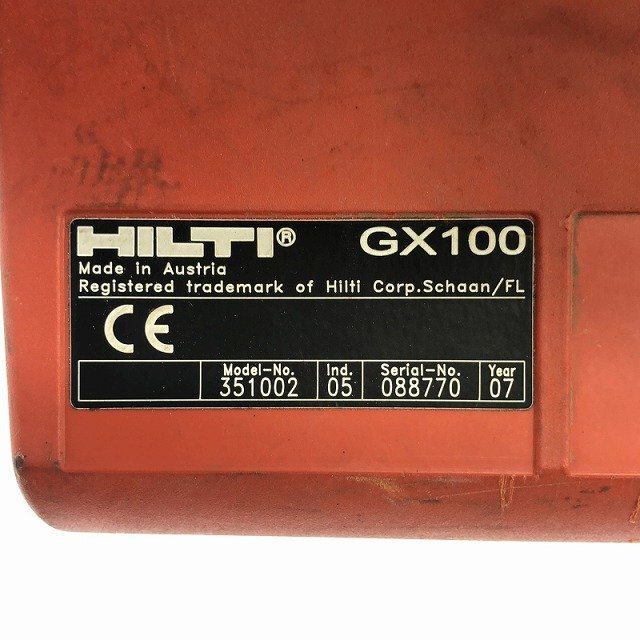 HILTI® GX100
Made in Austria
Registered trademark of Hilti Corp.Schaan/FL
CE
Model-No. Ind. Serial-No. Year
351002 05 088770 07